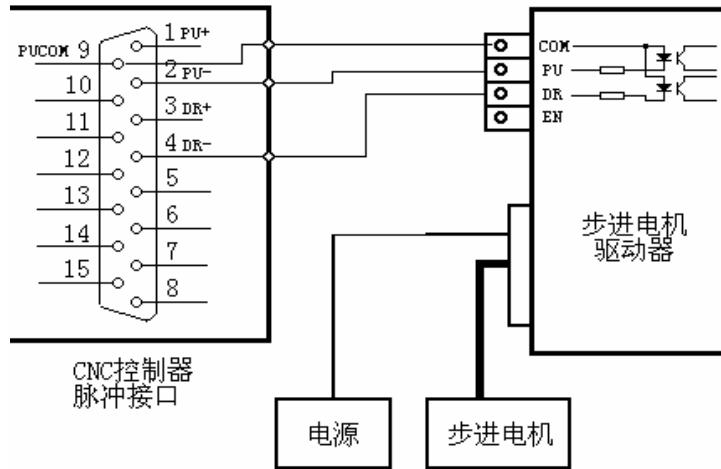 1 PU+
PUCOM 9
2 PU-
10
3 DR+
11
4 DR-
12
5
13
6
14
7
15
8
CNC控制器
脉冲接口
COM
PU
DR
EN
步进电机
驱动器
电源
步进电机